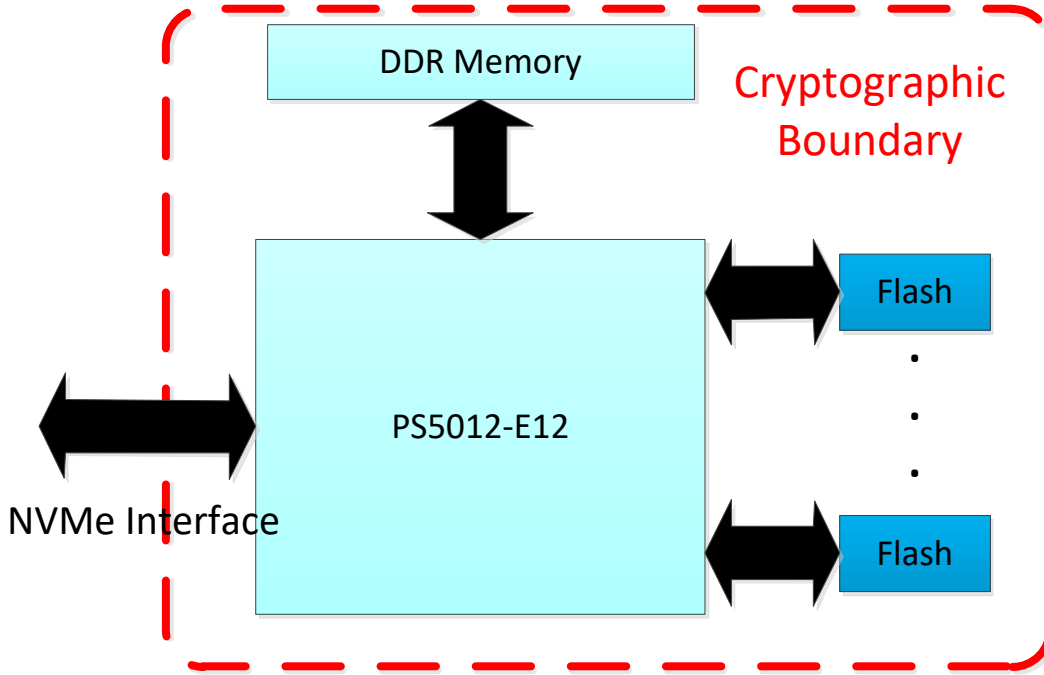 DDR Memory
Cryptographic
Boundary
Flash
PS5012-E12
NVMe Interface
Flash